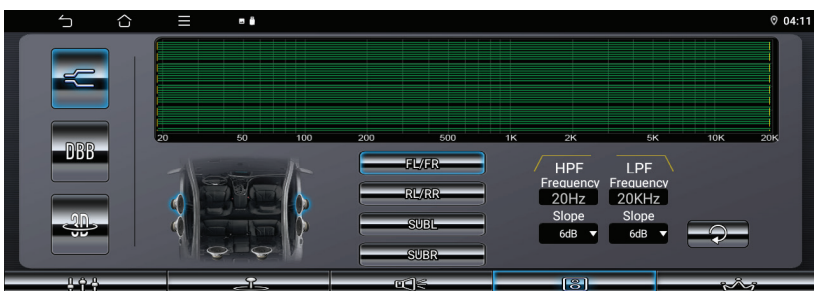 04:11
20 50 100 200 500 1K 2K 5K 10K 20K
DBB
3D
FL/FR
RL/RR
SUBL
SUBR
HPF LPF
Frequency Frequency
20Hz 20KHz
Slope Slope
6dB 6dB